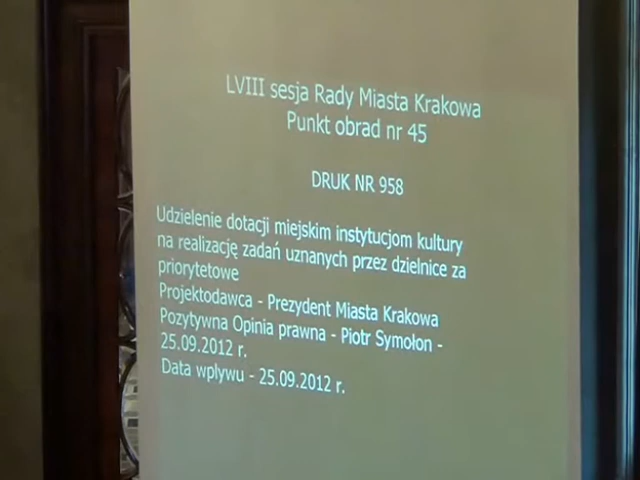 LVIII sesja Rady Miasta Krakowa
Punkt obrad nr 45
DRUK NR 958
Udzielenie dotacji miejskim instytucjom kultury
na realizację zadań uznanych przez dzielnice za
priorytetowe
Projektodawca - Prezydent Miasta Krakowa
Pozytywna Opinia prawna - Piotr Symołon -
25.09.2012 r.
Data wpływu - 25.09.2012 r.